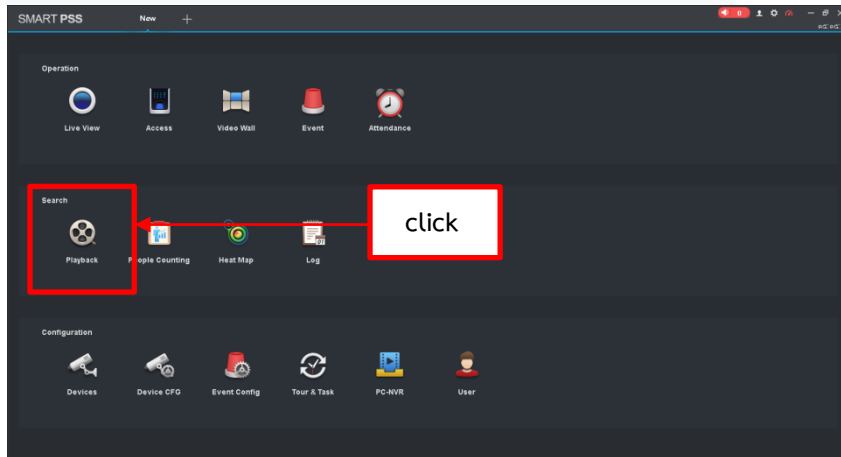 SMART PSS New +
0
Operation
Live View Access Video Wall Event Attendance
Search
click
Playback People Counting Heat Map Log
Configuration
Devices Device CFG Event Config Tour & Task PC-NVR User